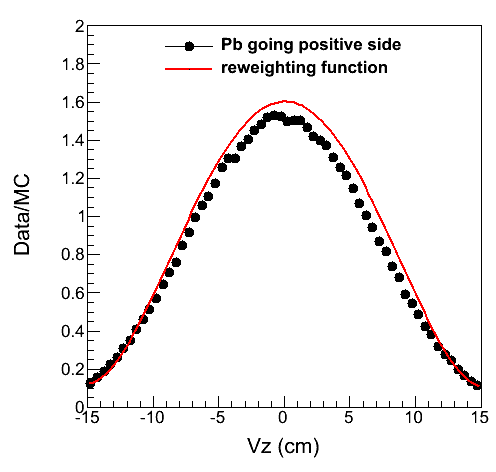 Pb going positive side
reweighting function
2
1.8
1.6
1.4
1.2
1
0.8
0.6
0.4
0.2
0
Data/MC
-15 -10 -5 0 5 10 15
Vz (cm)